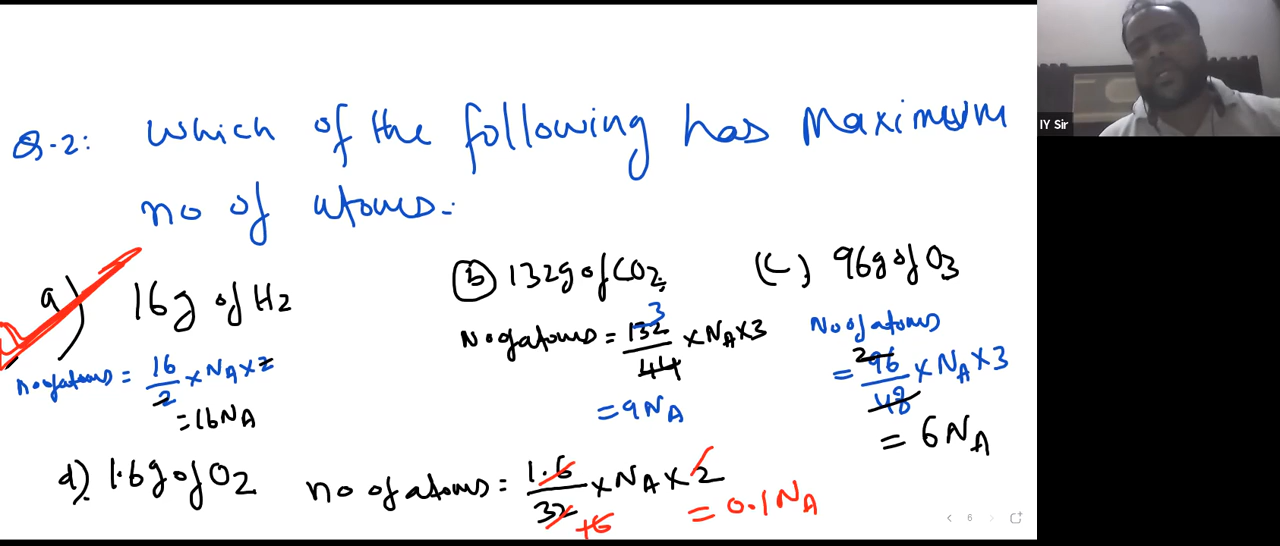 Q.2: Which of the following has Maximum
no of atoms.
a) 16g of H2
No of atoms = 16/2 × NA × 2
= 16NA
(b) 132g of CO2
No of atoms = 132/44 × NA × 3
3
= 9NA
(c) 96g of O3
No of atoms
= 96/48 × NA × 3
2
= 6NA
d) 1.6g of O2 no of atoms = 1.6/32 × NA × 2
16
= 0.1NA
IY Sir
6